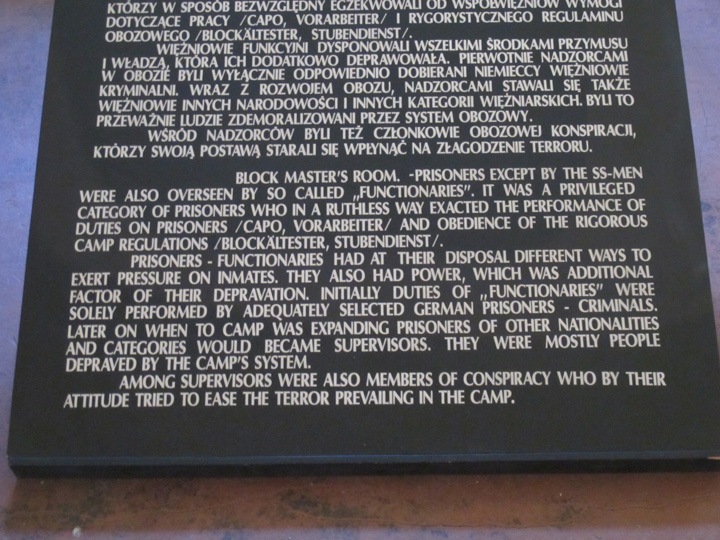 KTÓRZY W SPOSÓB BEZWZGLĘDNY EGZEKWOWALI OD WSPÓŁWIĘŹNIÓW WYMOGI
DOTYCZĄCE PRACY /CAPO, VORARBEITER/ I RYGORYSTYCZNEGO REGULAMINU
OBOZOWEGO /BLOCKÄLTESTER, STUBENDIENST/.
WIĘŹNIOWIE FUNKCYJNI DYSPONOWALI WSZELKIMI ŚRODKAMI PRZYMUSU
I WŁADZĄ, KTÓRA ICH DODATKOWO DEPRAWOWAŁA. PIERWOTNIE NADZORCAMI
W OBOZIE BYLI WYŁĄCZNIE ODPOWIEDNIO DOBIERANI NIEMIECCY WIĘŹNIOWIE
KRYMINALNI. WRAZ Z ROZWOJEM OBOZU, NADZORCAMI STAWALI SIĘ TAKŻE
WIĘŹNIOWIE INNYCH NARODOWOŚCI I INNYCH KATEGORII WIĘŹNIARSKICH. BYLI TO
PRZEWAŻNIE LUDZIE ZDEMORALIZOWANI PRZEZ SYSTEM OBOZOWY.
WŚRÓD NADZORCÓW BYLI TEŻ CZŁONKOWIE OBOZOWEJ KONSPIRACJI,
KTÓRZY SWOJĄ POSTAWĄ STARALI SIĘ WPŁYNĄĆ NA ZŁAGODZENIE TERRORU.
BLOCK MASTER'S ROOM. -PRISONERS EXCEPT BY THE SS-MEN
WERE ALSO OVERSEEN BY SO CALLED „FUNCTIONARIES". IT WAS A PRIVILEGED
CATEGORY OF PRISONERS WHO IN A RUTHLESS WAY EXACTED THE PERFORMANCE OF
DUTIES ON PRISONERS /CAPO, VORARBEITER/ AND OBEDIENCE OF THE RIGOROUS
CAMP REGULATIONS /BLOCKÄLTESTER, STUBENDIENST/.
PRISONERS - FUNCTIONARIES HAD AT THEIR DISPOSAL DIFFERENT WAYS TO
EXERT PRESSURE ON INMATES. THEY ALSO HAD POWER, WHICH WAS ADDITIONAL
FACTOR OF THEIR DEPRAVATION. INITIALLY DUTIES OF „FUNCTIONARIES" WERE
SOLELY PERFORMED BY ADEQUATELY SELECTED GERMAN PRISONERS - CRIMINALS.
LATER ON WHEN TO CAMP WAS EXPANDING PRISONERS OF OTHER NATIONALITIES
AND CATEGORIES WOULD BECAME SUPERVISORS. THEY WERE MOSTLY PEOPLE
DEPRAVED BY THE CAMP'S SYSTEM.
AMONG SUPERVISORS WERE ALSO MEMBERS OF CONSPIRACY WHO BY THEIR
ATTITUDE TRIED TO EASE THE TERROR PREVAILING IN THE CAMP.